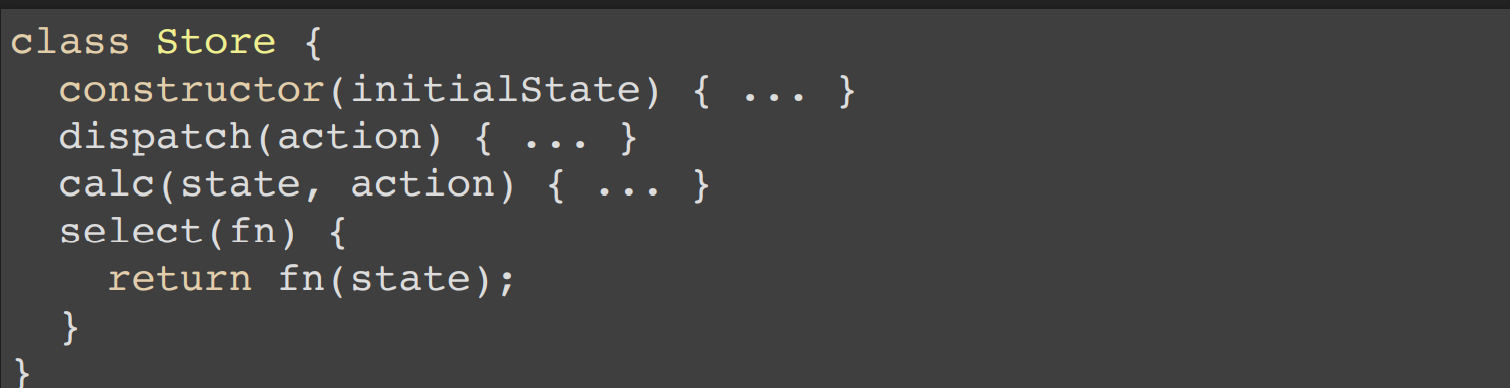 class Store {
  constructor(initialState) { ... }
  dispatch(action) { ... }
  calc(state, action) { ... }
  select(fn) {
    return fn(state);
  }
}